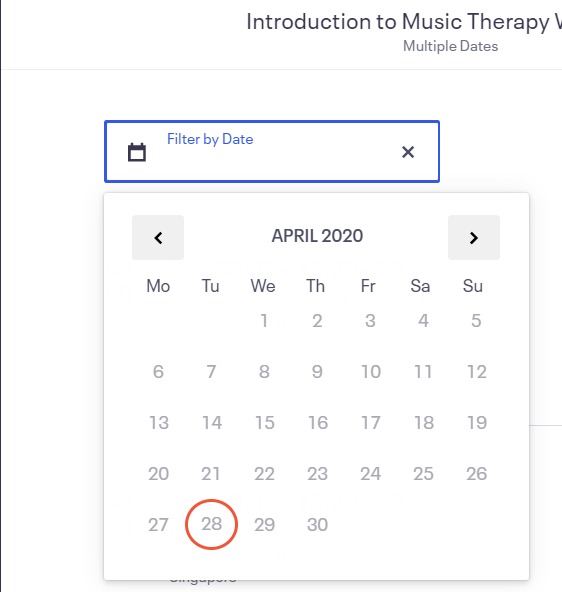 Introduction to Music Therapy
Multiple Dates
Filter by Date
APRIL 2020
Mo Tu We Th Fr Sa Su
1 2 3 4 5
6 7 8 9 10 11 12
13 14 15 16 17 18 19
20 21 22 23 24 25 26
27 28 29 30
Singapore